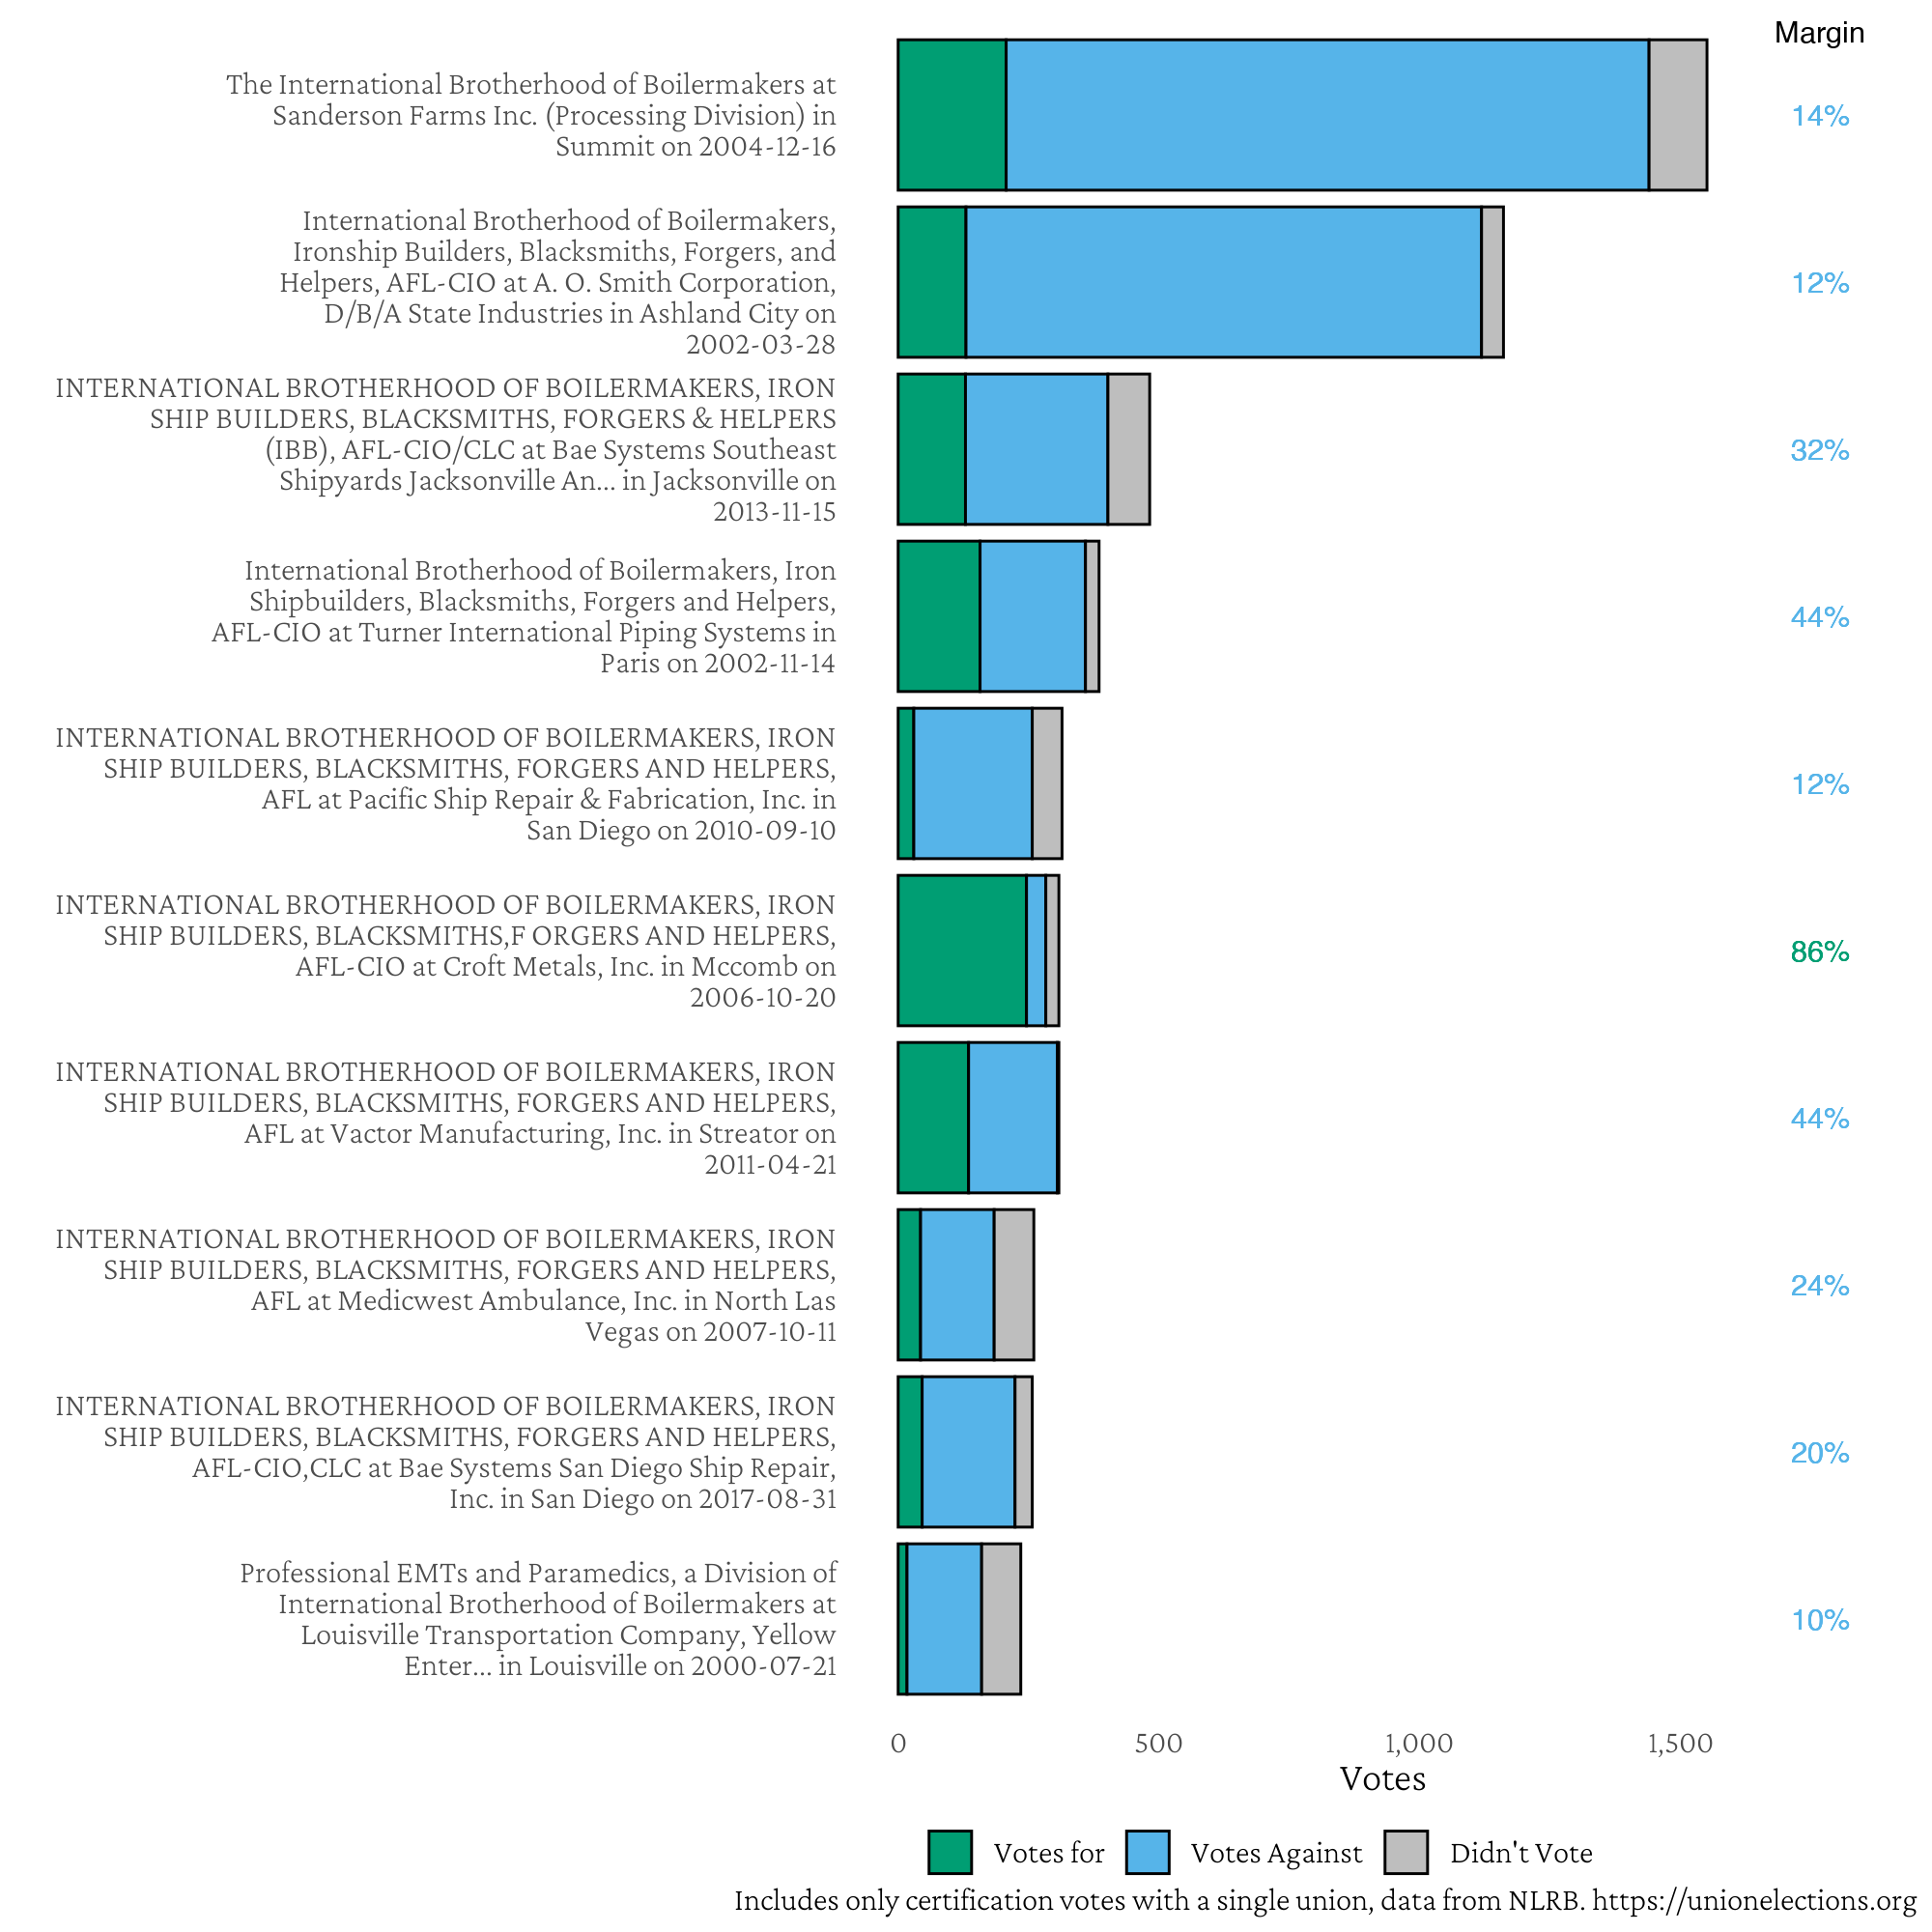 Margin
The International Brotherhood of Boilermakers at
Sanderson Farms Inc. (Processing Division) in
Summit on 2004-12-16
14%
International Brotherhood of Boilermakers,
Ironship Builders, Blacksmiths, Forgers, and
Helpers, AFL-CIO at A. O. Smith Corporation,
D/B/A State Industries in Ashland City on
2002-03-28
12%
INTERNATIONAL BROTHERHOOD OF BOILERMAKERS, IRON
SHIP BUILDERS, BLACKSMITHS, FORGERS & HELPERS
(IBB), AFL-CIO/CLC at Bae Systems Southeast
Shipyards Jacksonville An... in Jacksonville on
2013-11-15
32%
International Brotherhood of Boilermakers, Iron
Shipbuilders, Blacksmiths, Forgers and Helpers,
AFL-CIO at Turner International Piping Systems in
Paris on 2002-11-14
44%
INTERNATIONAL BROTHERHOOD OF BOILERMAKERS, IRON
SHIP BUILDERS, BLACKSMITHS, FORGERS AND HELPERS,
AFL at Pacific Ship Repair & Fabrication, Inc. in
San Diego on 2010-09-10
12%
INTERNATIONAL BROTHERHOOD OF BOILERMAKERS, IRON
SHIP BUILDERS, BLACKSMITHS,F ORGERS AND HELPERS,
AFL-CIO at Croft Metals, Inc. in Mccomb on
2006-10-20
86%
INTERNATIONAL BROTHERHOOD OF BOILERMAKERS, IRON
SHIP BUILDERS, BLACKSMITHS, FORGERS AND HELPERS,
AFL at Vactor Manufacturing, Inc. in Streator on
2011-04-21
44%
INTERNATIONAL BROTHERHOOD OF BOILERMAKERS, IRON
SHIP BUILDERS, BLACKSMITHS, FORGERS AND HELPERS,
AFL at Medicwest Ambulance, Inc. in North Las
Vegas on 2007-10-11
24%
INTERNATIONAL BROTHERHOOD OF BOILERMAKERS, IRON
SHIP BUILDERS, BLACKSMITHS, FORGERS AND HELPERS,
AFL-CIO,CLC at Bae Systems San Diego Ship Repair,
Inc. in San Diego on 2017-08-31
20%
Professional EMTs and Paramedics, a Division of
International Brotherhood of Boilermakers at
Louisville Transportation Company, Yellow
Enter... in Louisville on 2000-07-21
10%
0 500 1,000 1,500
Votes
Votes for Votes Against Didn't Vote
Includes only certification votes with a single union, data from NLRB. https://unionelections.org